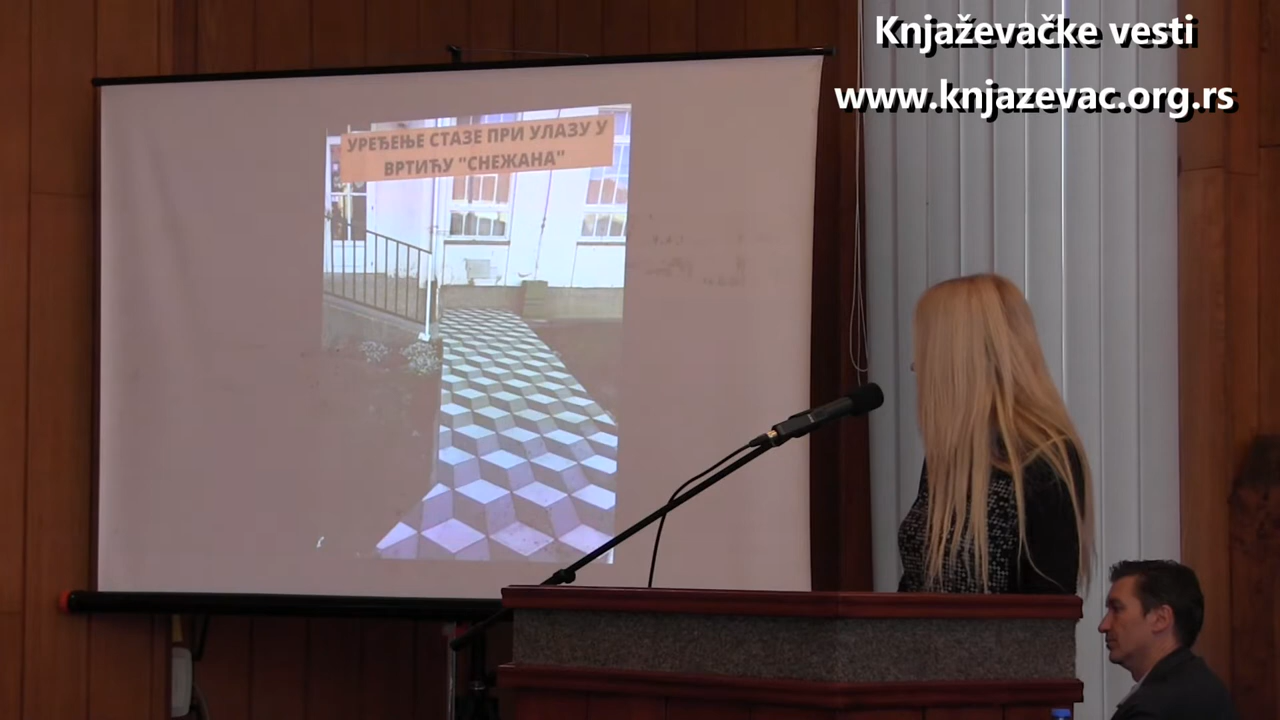 Knjaževačke vesti
www.knjazevac.org.rs
УРЕЂЕЊЕ СТАЗЕ ПРИ УЛАЗУ У
ВРТИЋУ "СНЕЖАНА"